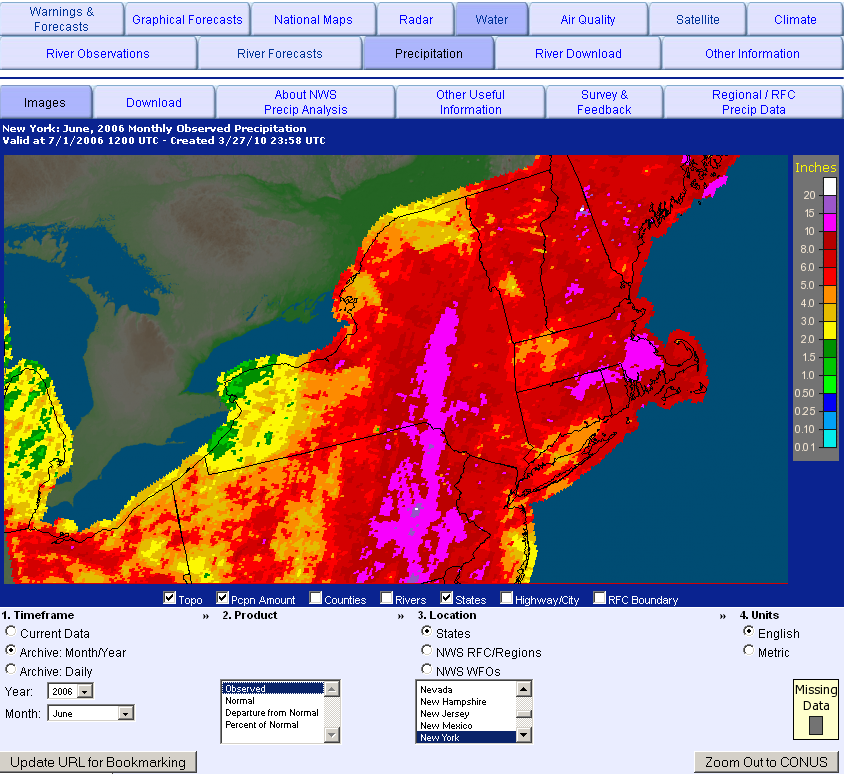 Warnings &
Forecasts
Graphical Forecasts
National Maps
Radar
Water
Air Quality
Satellite
Climate
River Observations
River Forecasts
Precipitation
River Download
Other Information
Images
Download
About NWS
Precip Analysis
Other Useful
Information
Survey &
Feedback
Regional / RFC
Precip Data
New York: June, 2006 Monthly Observed Precipitation
Valid at 7/1/2006 1200 UTC - Created 3/27/10 23:58 UTC
Inches
20
15
10
8.0
6.0
5.0
4.0
3.0
2.0
1.5
1.0
0.50
0.25
0.10
0.01
Topo
Pcpn Amount
Counties
Rivers
States
Highway/City
RFC Boundary
1. Timeframe »
Current Data
Archive: Month/Year
Archive: Daily
Year: 2006
Month: June
2. Product »
Observed
Normal
Departure from Normal
Percent of Normal
3. Location »
States
NWS RFC/Regions
NWS WFOs
Nevada
New Hampshire
New Jersey
New Mexico
New York
4. Units
English
Metric
Missing
Data
Update URL for Bookmarking
Zoom Out to CONUS